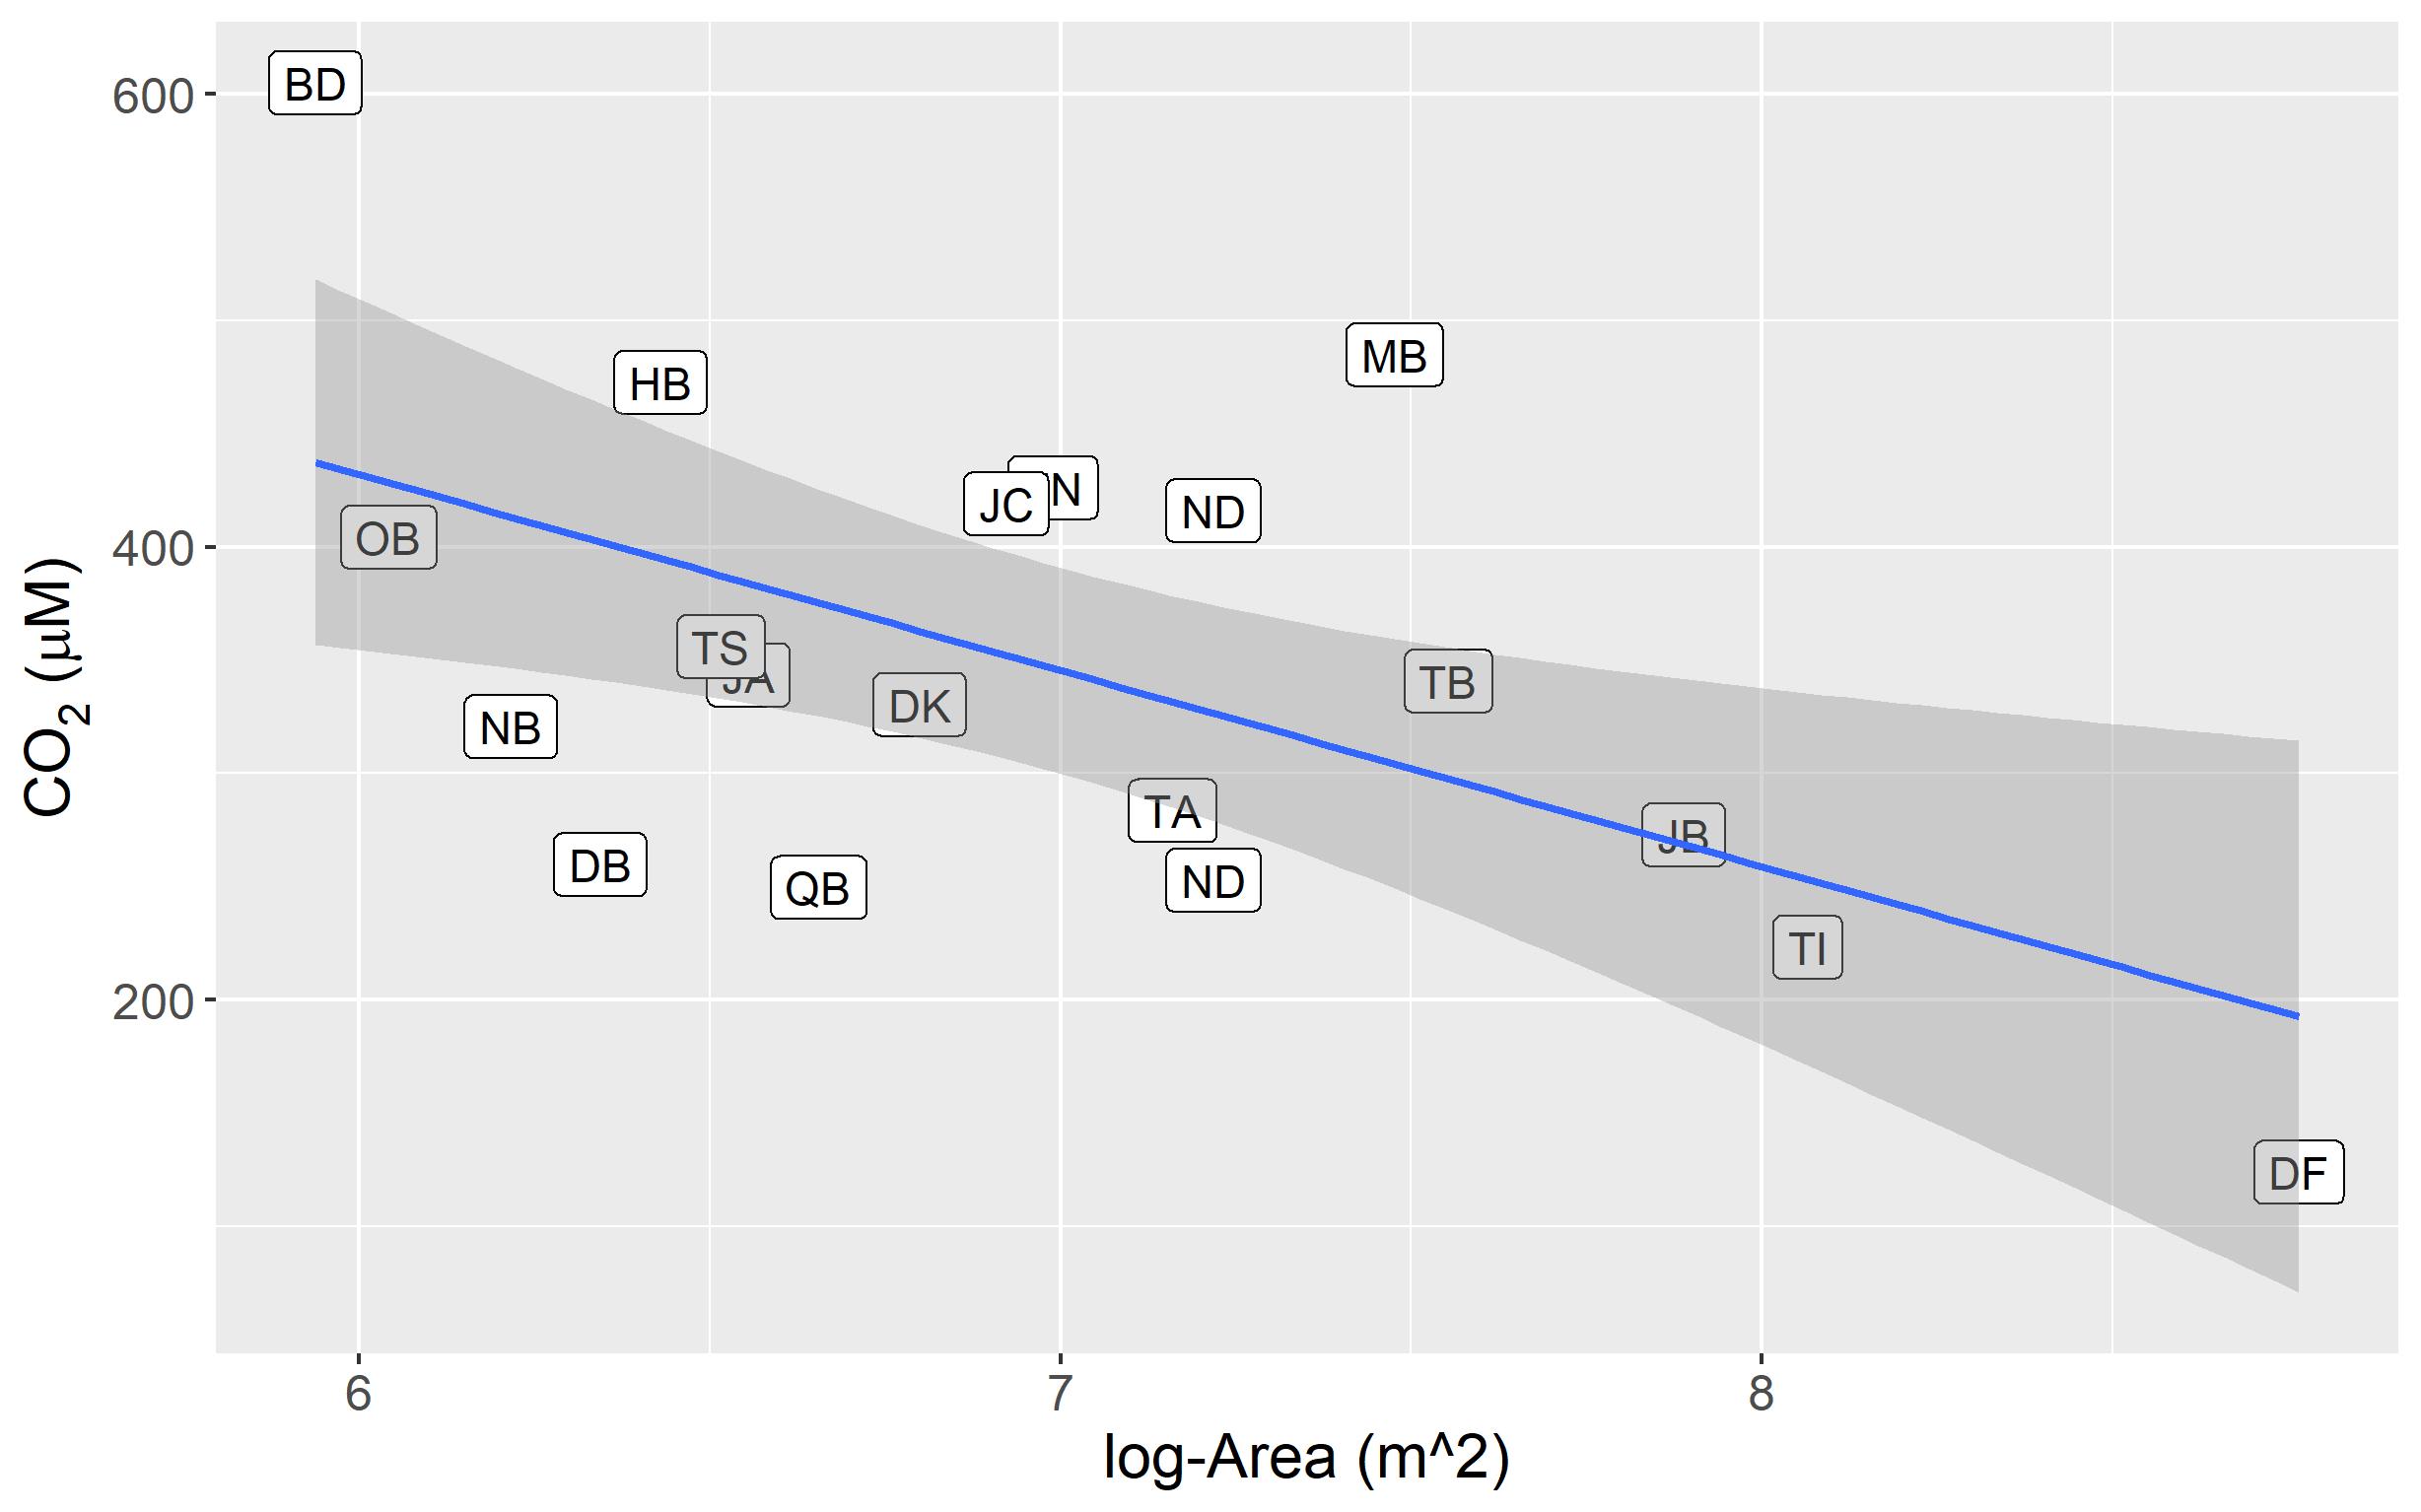 CO2 (μM)
600
400
200
BD
HB
MB
JC
N
ND
OB
TS
JA
TB
DK
NB
TA
JB
DB
QB
ND
TI
DF
6
7
8
log-Area (m^2)